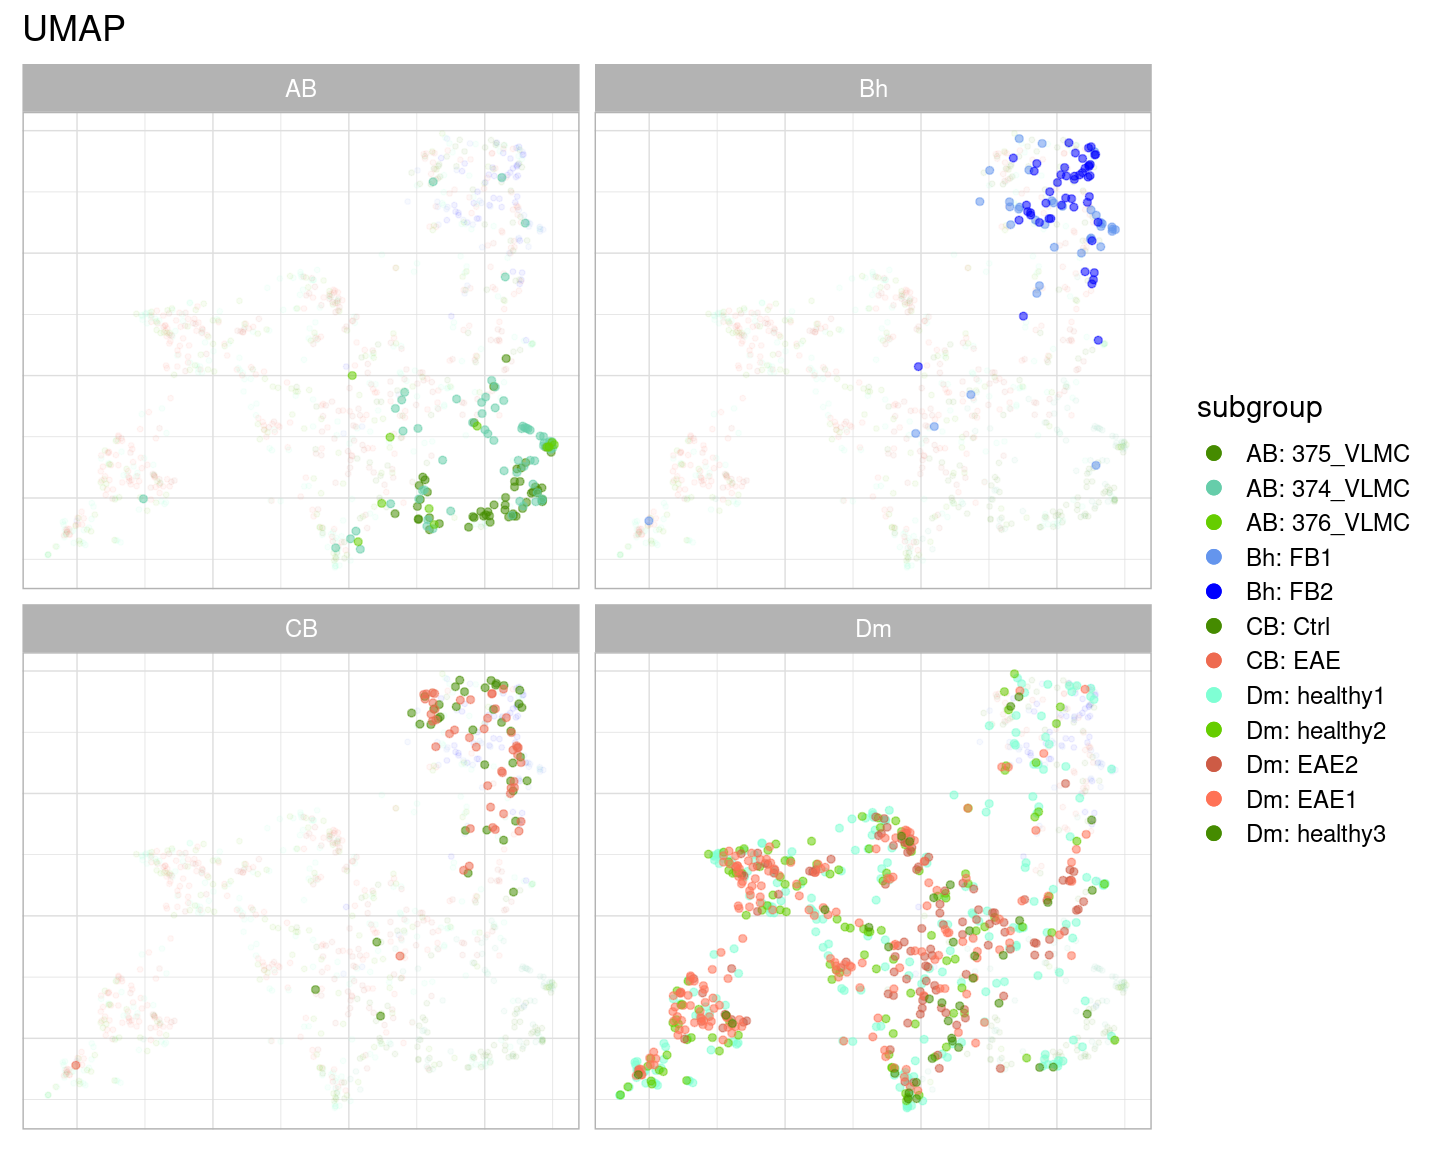 UMAP
AB
Bh
CB
Dm
subgroup
AB: 375_VLMC
AB: 374_VLMC
AB: 376_VLMC
Bh: FB1
Bh: FB2
CB: Ctrl
CB: EAE
Dm: healthy1
Dm: healthy2
Dm: EAE2
Dm: EAE1
Dm: healthy3